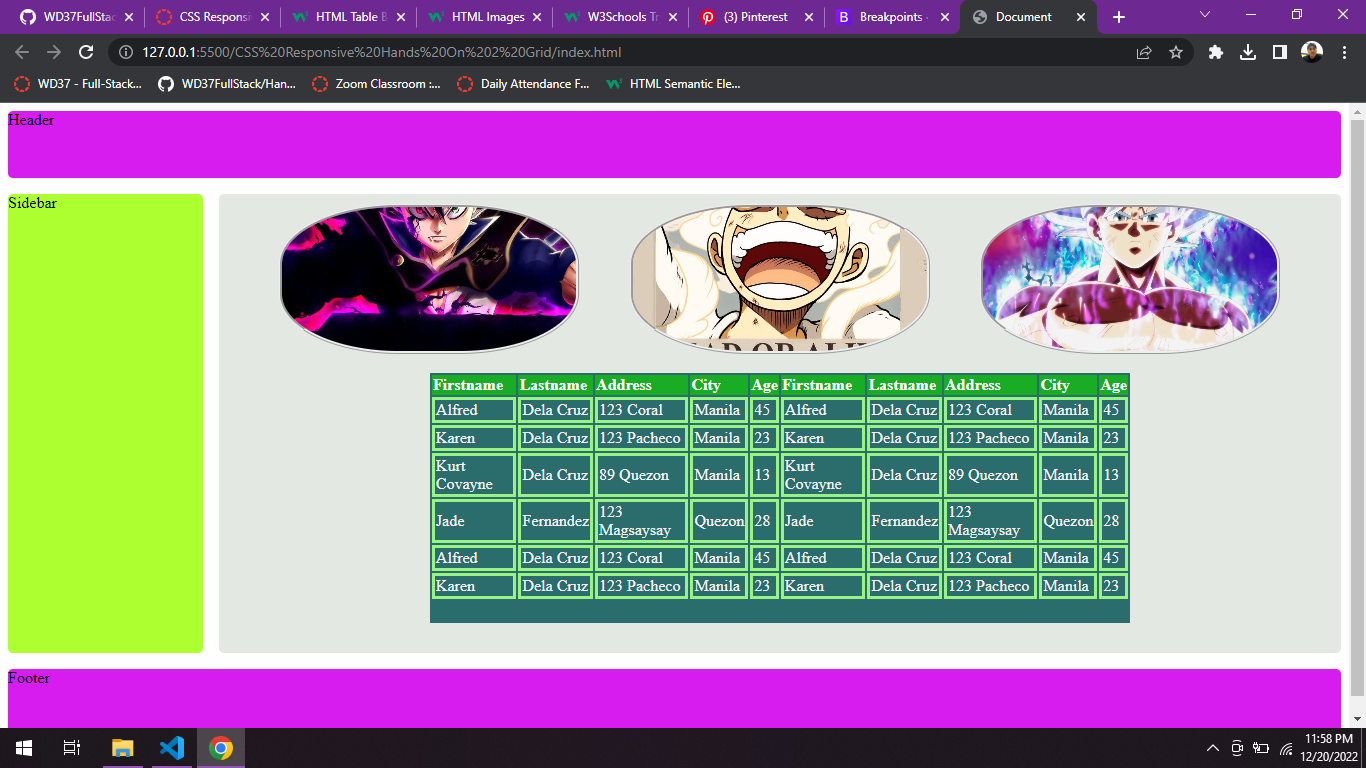 WD37FullStac
CSS Responsi
HTML Table B
HTML Images
W3Schools Tr
(3) Pinterest
Breakpoints
Document
127.0.0.1:5500/CSS%20Responsive%20Hands%20On%202%20Grid/index.html
WD37 - Full-Stack...
WD37FullStack/Han...
Zoom Classroom :...
Daily Attendance F...
HTML Semantic Ele...
Header
Sidebar
Firstname Lastname Address City Age Firstname Lastname Address City Age
Alfred Dela Cruz 123 Coral Manila 45 Alfred Dela Cruz 123 Coral Manila 45
Karen Dela Cruz 123 Pacheco Manila 23 Karen Dela Cruz 123 Pacheco Manila 23
Kurt Covayne Dela Cruz 89 Quezon Manila 13 Kurt Covayne Dela Cruz 89 Quezon Manila 13
Jade Fernandez 123 Magsaysay Quezon 28 Jade Fernandez 123 Magsaysay Quezon 28
Alfred Dela Cruz 123 Coral Manila 45 Alfred Dela Cruz 123 Coral Manila 45
Karen Dela Cruz 123 Pacheco Manila 23 Karen Dela Cruz 123 Pacheco Manila 23
Footer
11:58 PM
12/20/2022